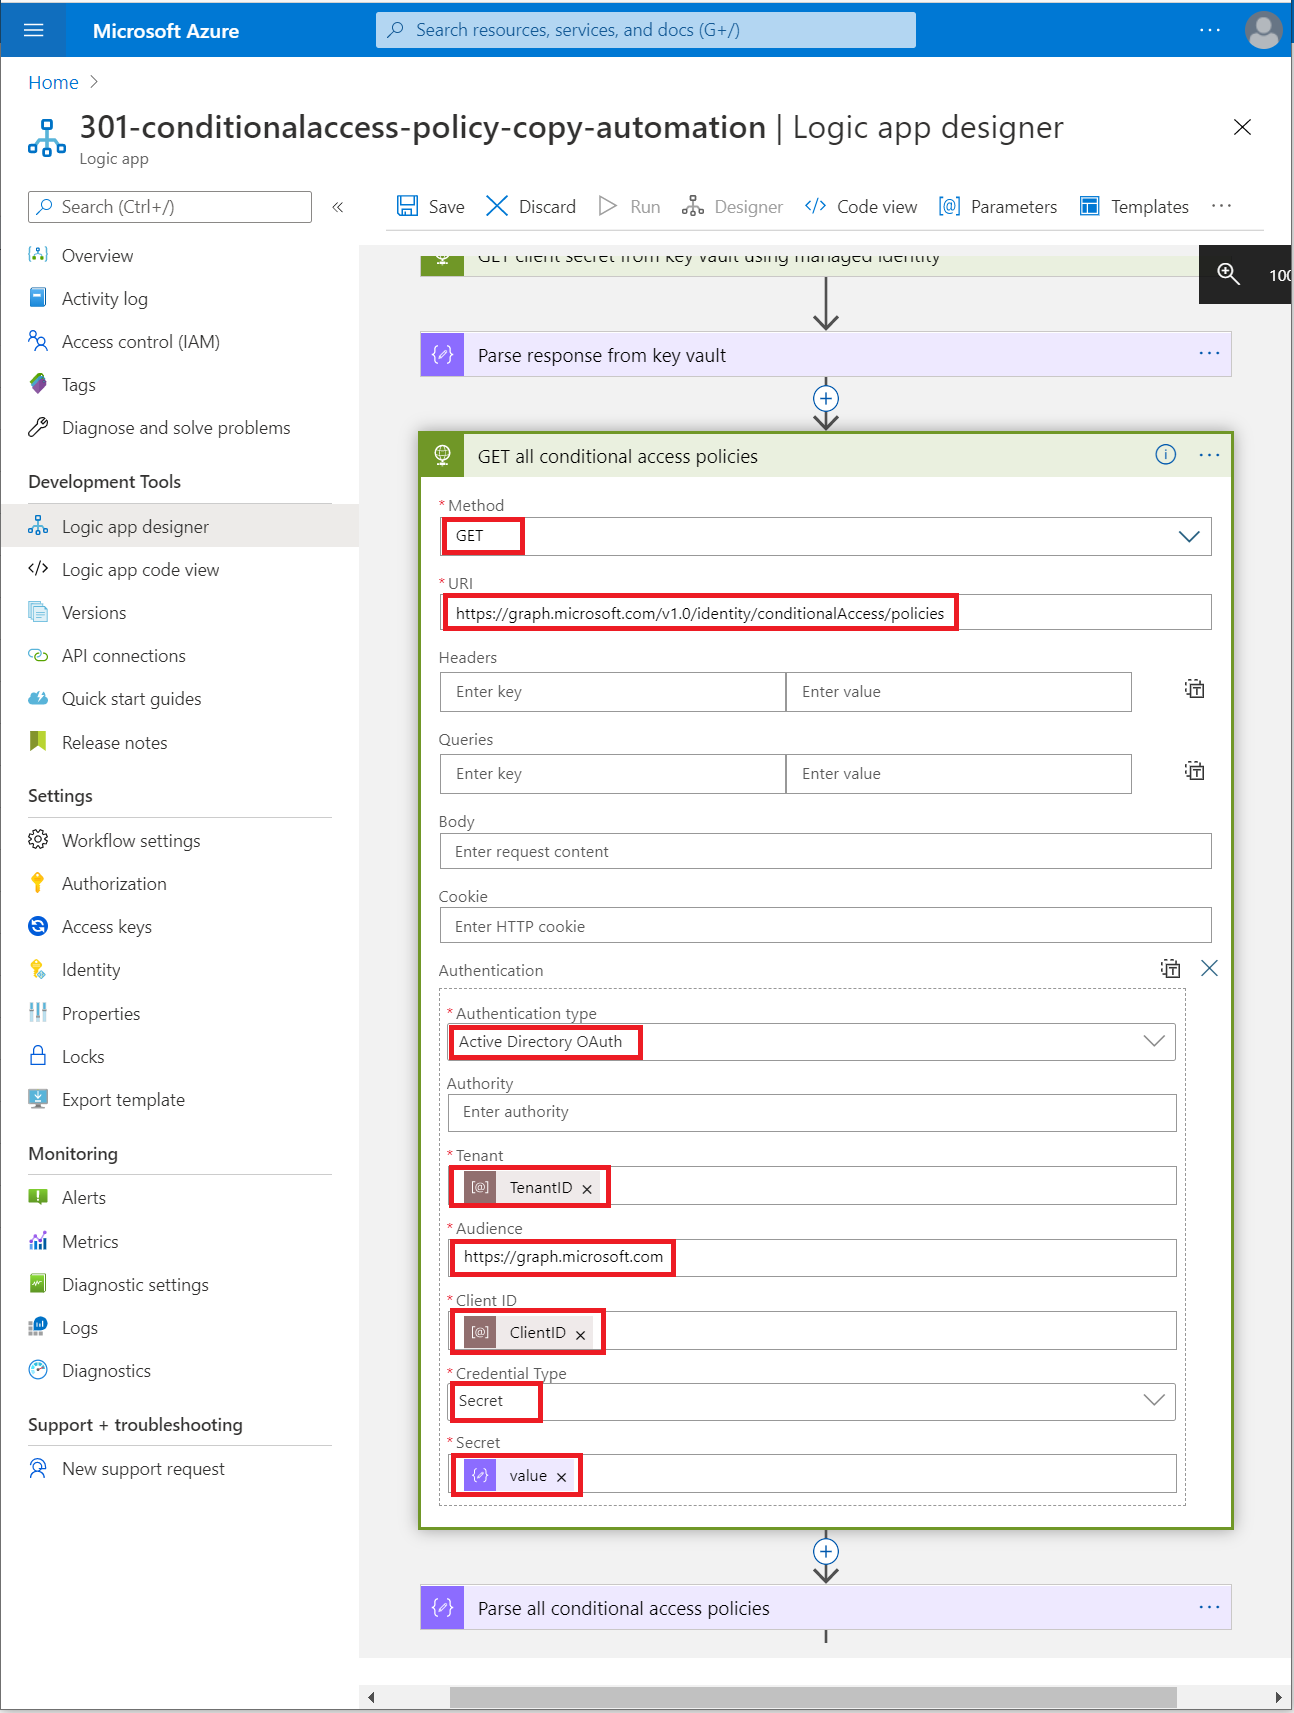 Microsoft Azure
Search resources, services, and docs (G+/)
Home
301-conditionalaccess-policy-copy-automation | Logic app designer
Logic app
Search (Ctrl+/)
«
Save
Discard
Run
Designer
Code view
Parameters
Templates
Overview
Activity log
Access control (IAM)
Tags
Diagnose and solve problems
Development Tools
Logic app designer
Logic app code view
Versions
API connections
Quick start guides
Release notes
Settings
Workflow settings
Authorization
Access keys
Identity
Properties
Locks
Export template
Monitoring
Alerts
Metrics
Diagnostic settings
Logs
Diagnostics
Support + troubleshooting
New support request
GET client secret from key vault using managed identity
100
Parse response from key vault
GET all conditional access policies
* Method
GET
* URI
https://graph.microsoft.com/v1.0/identity/conditionalAccess/policies
Headers
Enter key
Enter value
Queries
Enter key
Enter value
Body
Enter request content
Cookie
Enter HTTP cookie
Authentication
* Authentication type
Active Directory OAuth
Authority
Enter authority
* Tenant
TenantID
* Audience
https://graph.microsoft.com
* Client ID
ClientID
* Credential Type
Secret
* Secret
value
Parse all conditional access policies